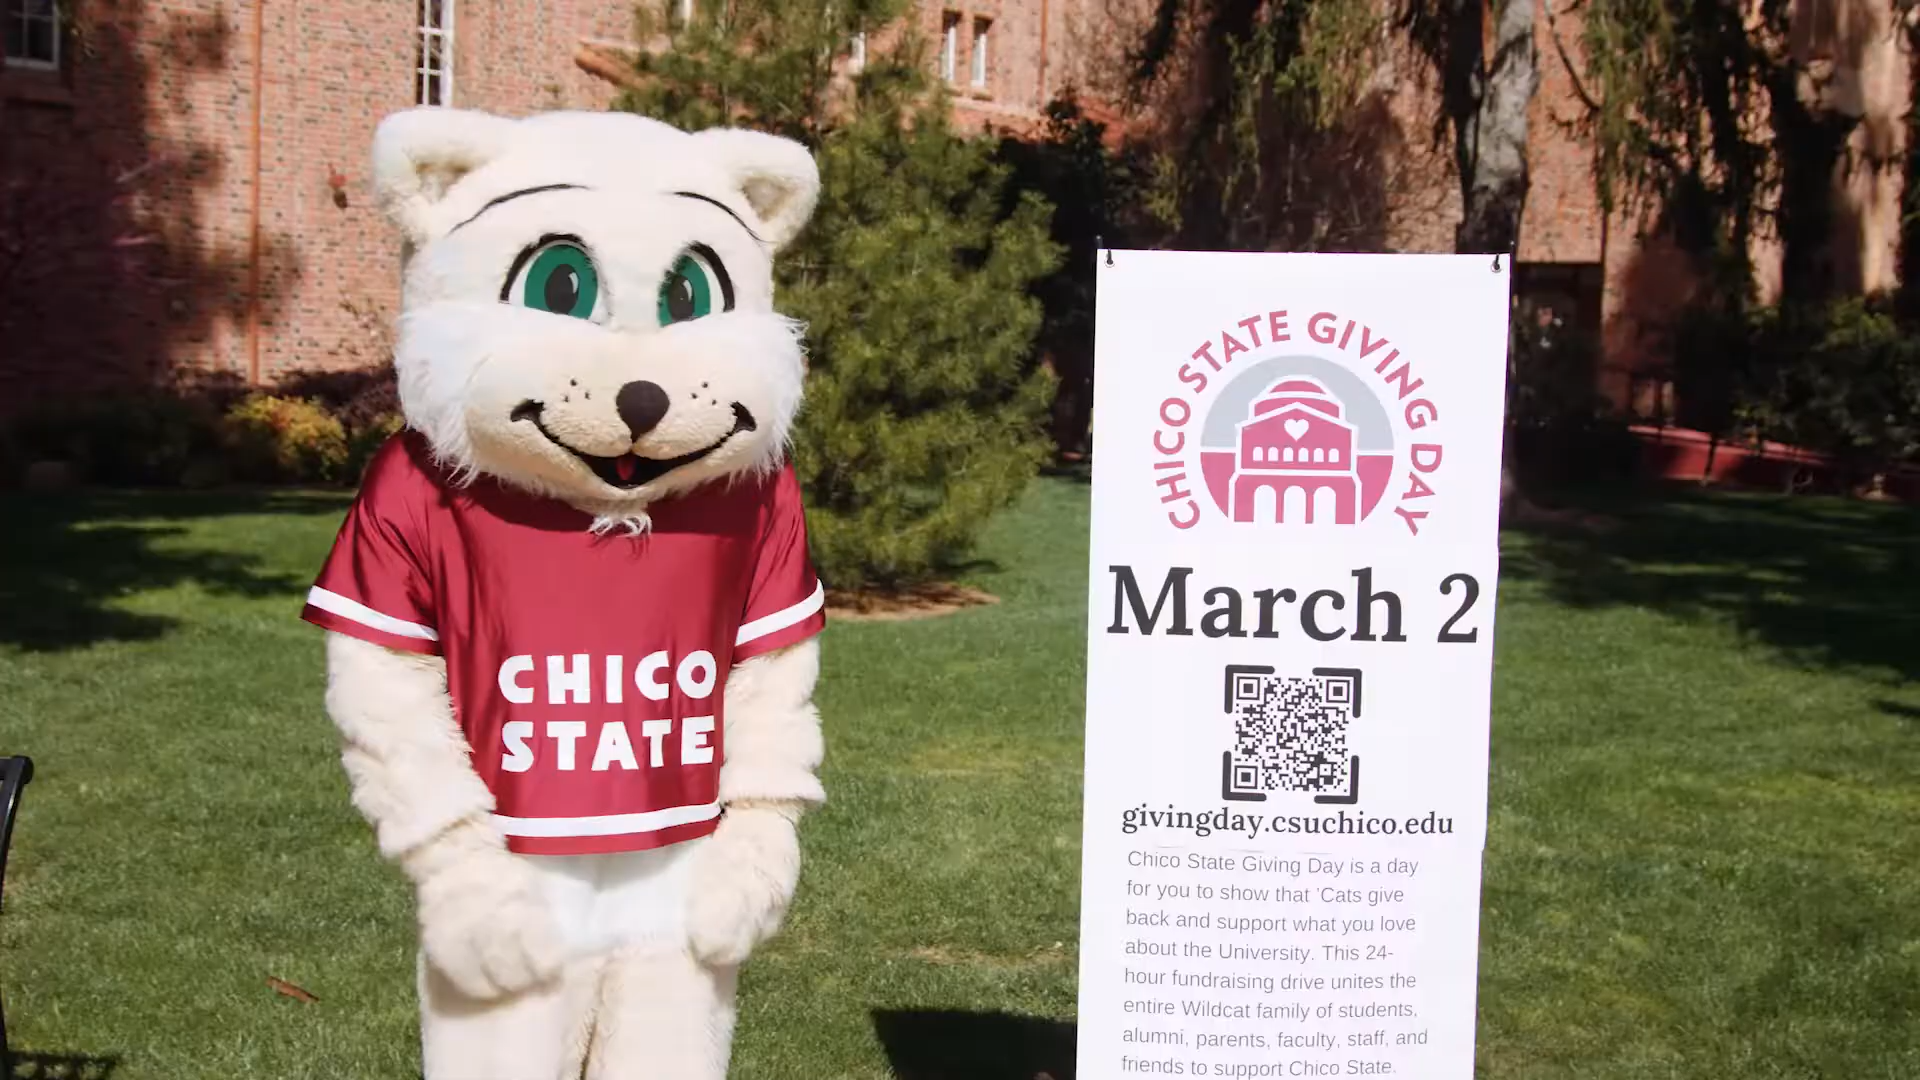 CHICO
STATE
CHICO STATE GIVING DAY
March 2
givingday.csuchico.edu
Chico State Giving Day is a day
for you to show that 'Cats give
back and support what you love
about the University. This 24-
hour fundraising drive unites the
entire Wildcat family of students,
alumni, parents, faculty, staff, and
friends to support Chico State.